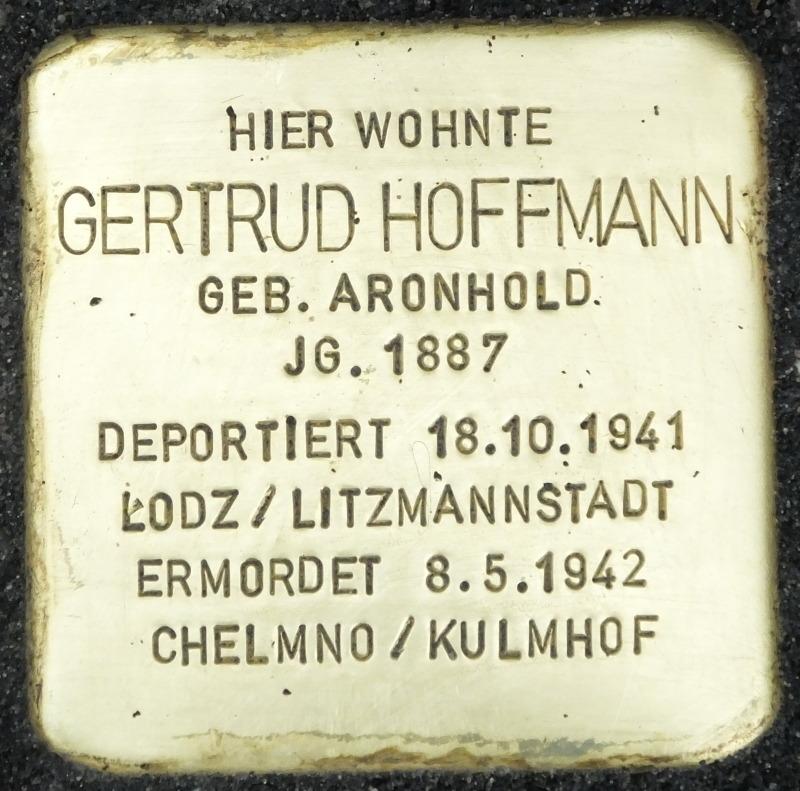 HIER WOHNTE
GERTRUD HOFFMANN
GEB. ARONHOLD
JG. 1887
DEPORTIERT 18.10.1941
ŁODZ / LITZMANNSTADT
ERMORDET 8.5.1942
CHELMNO / KULMHOF